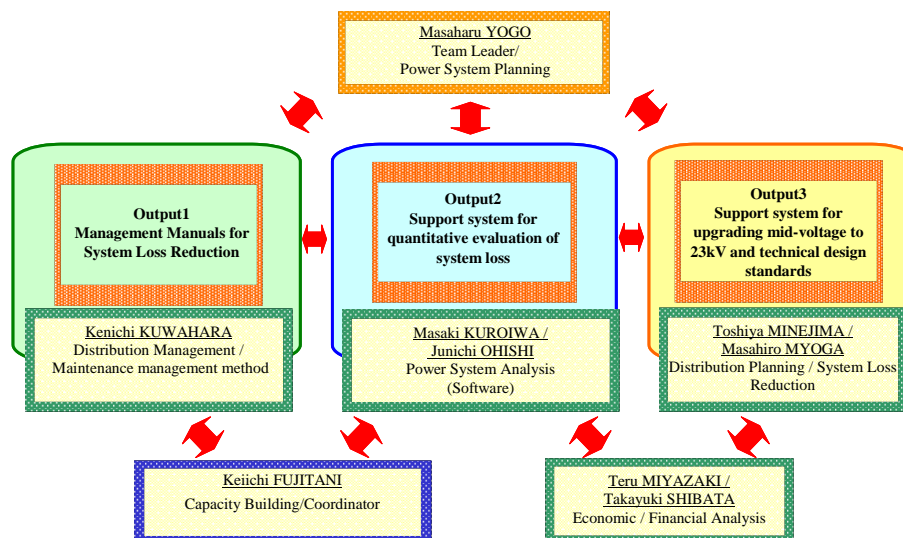 Masaharu YOGO
Team Leader/
Power System Planning
Output1
Management Manuals for
System Loss Reduction
Output2
Support system for
quantitative evaluation of
system loss
Output3
Support system for
upgrading mid-voltage to
23kV and technical design
standards
Kenichi KUWAHARA
Distribution Management /
Maintenance management method
Masaki KUROIWA /
Junichi OHISHI
Power System Analysis
(Software)
Toshiya MINEJIMA /
Masahiro MYOGA
Distribution Planning / System Loss
Reduction
Keiichi FUJITANI
Capacity Building/Coordinator
Teru MIYAZAKI /
Takayuki SHIBATA
Economic / Financial Analysis